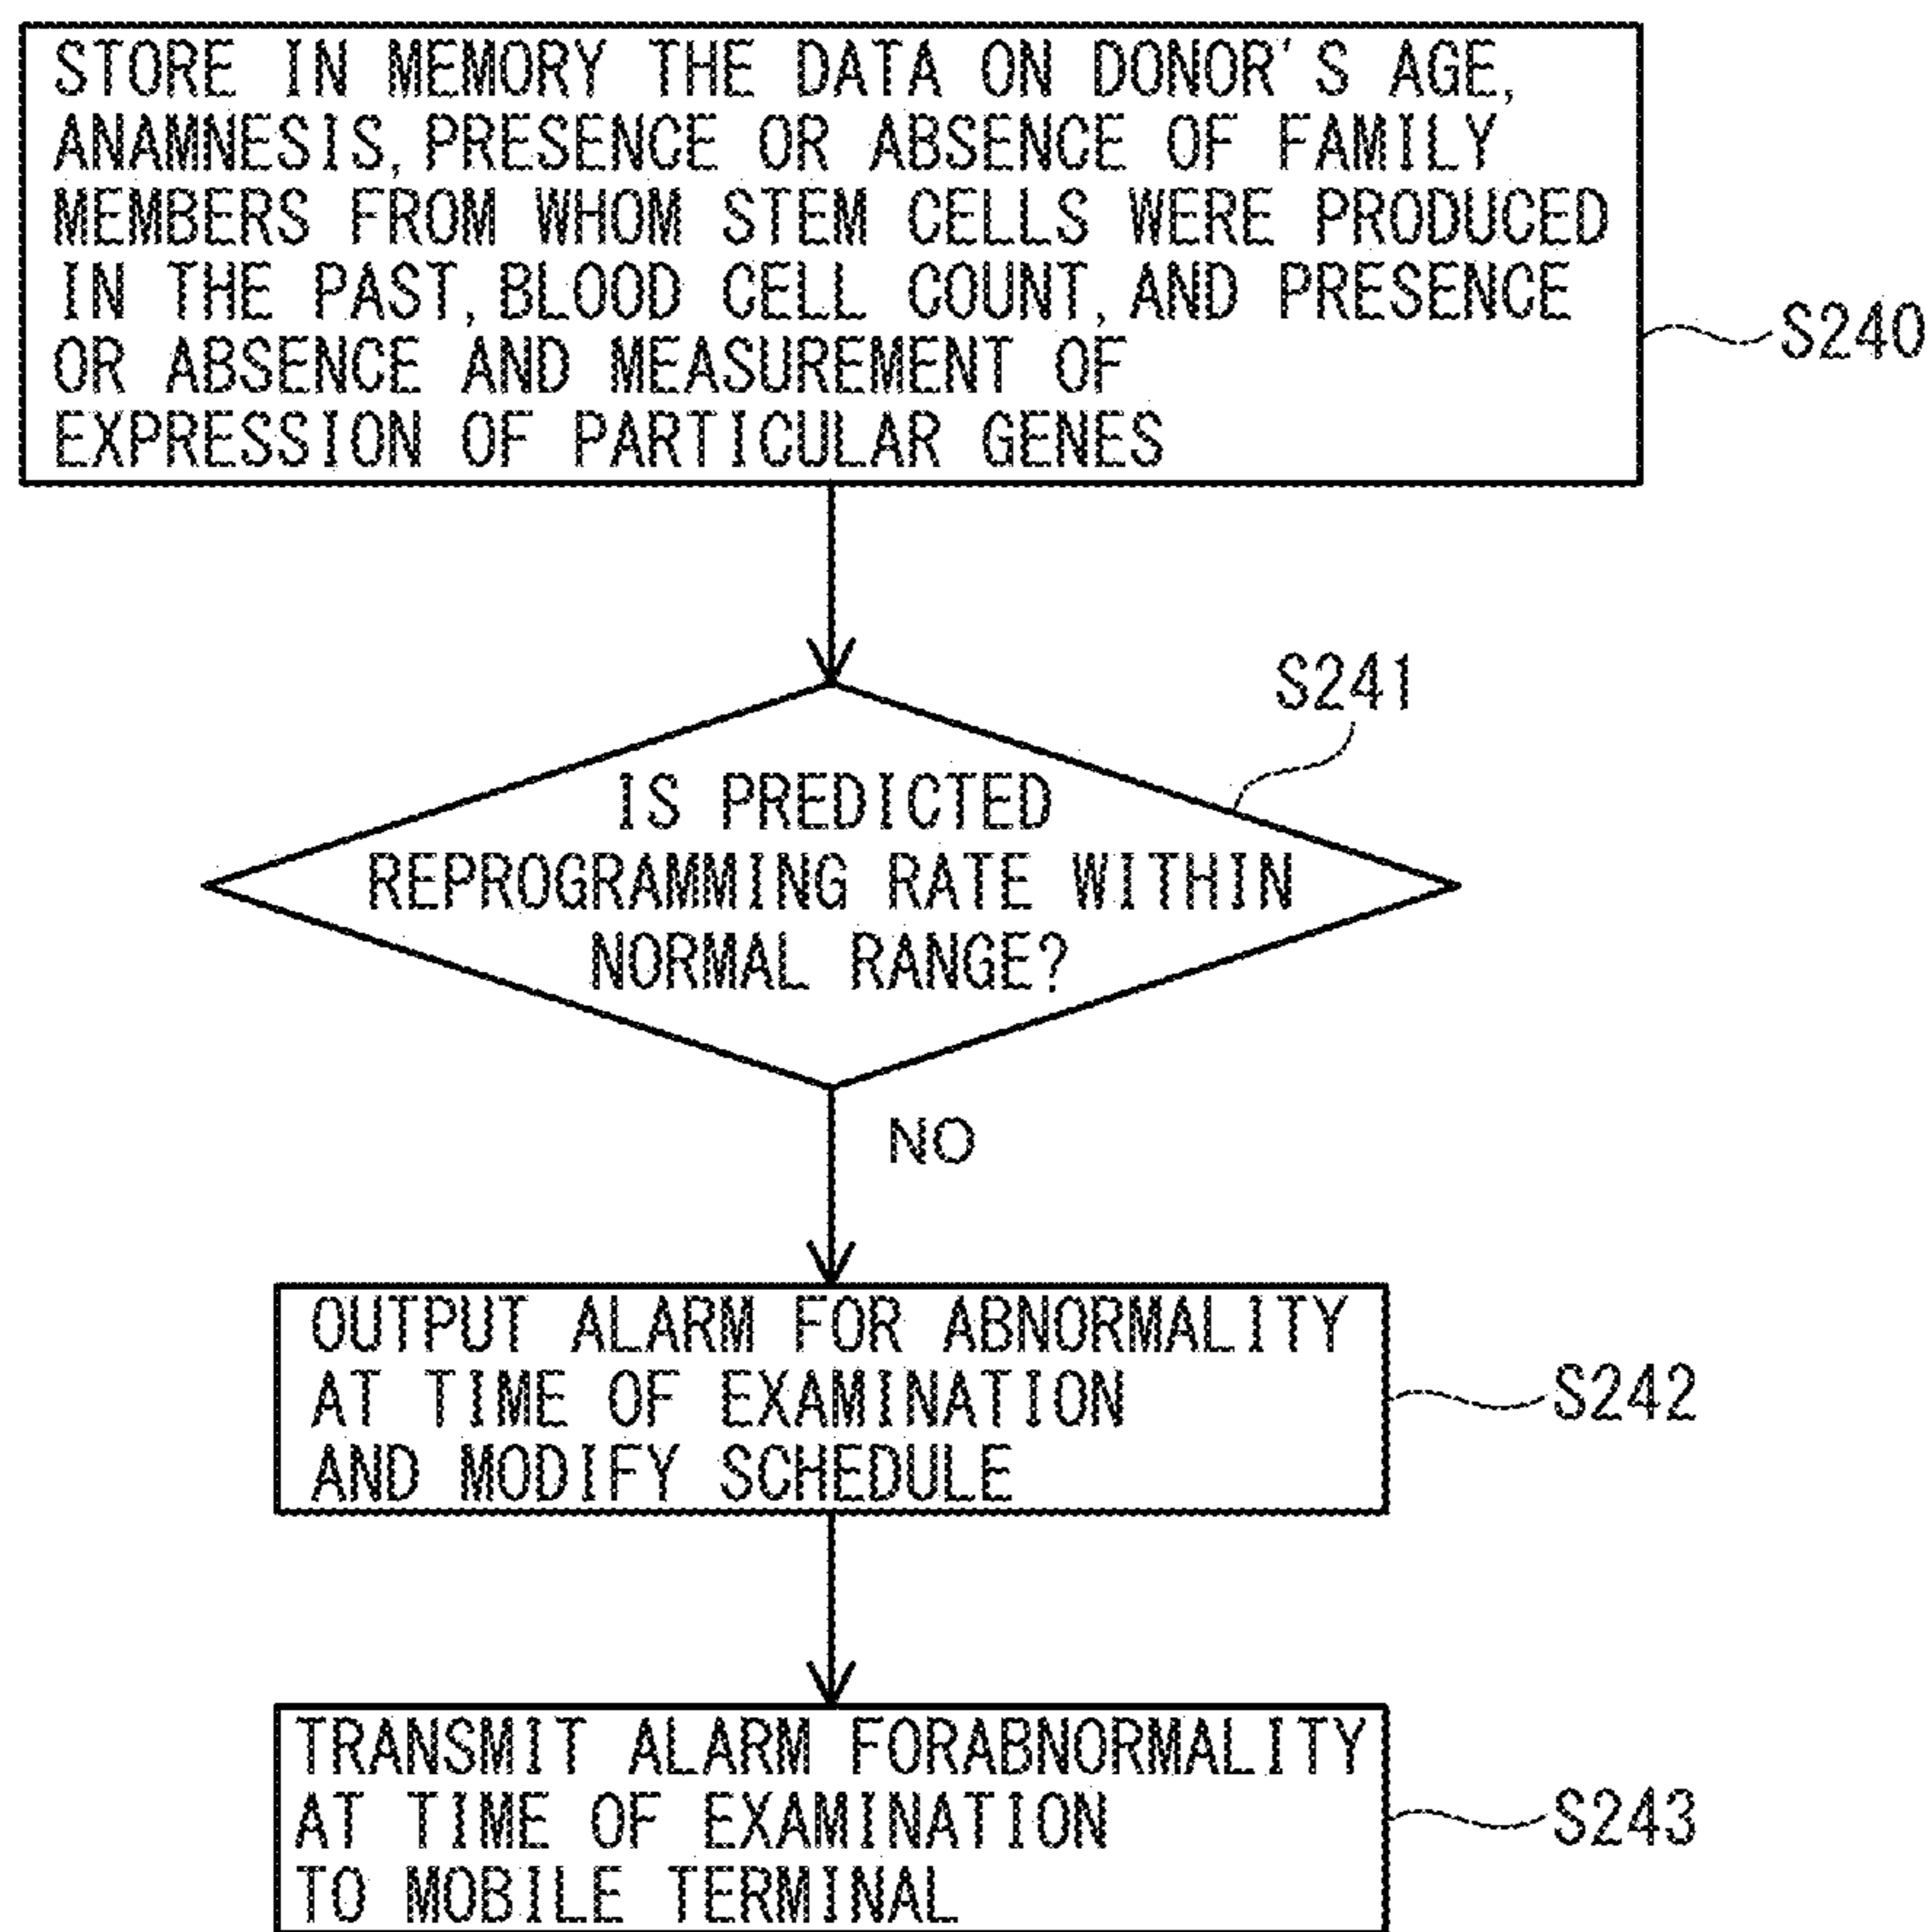 STORE IN MEMORY THE DATA ON DONOR'S AGE,
ANAMNESIS, PRESENCE OR ABSENCE OF FAMILY
MEMBERS FROM WHOM STEM CELLS WERE PRODUCED
IN THE PAST, BLOOD CELL COUNT, AND PRESENCE
OR ABSENCE AND MEASUREMENT OF
EXPRESSION OF PARTICULAR GENES
S240
S241
IS PREDICTED
REPROGRAMMING RATE WITHIN
NORMAL RANGE?
NO
OUTPUT ALARM FOR ABNORMALITY
AT TIME OF EXAMINATION
AND MODIFY SCHEDULE
S242
TRANSMIT ALARM FORABNORMALITY
AT TIME OF EXAMINATION
TO MOBILE TERMINAL
S243